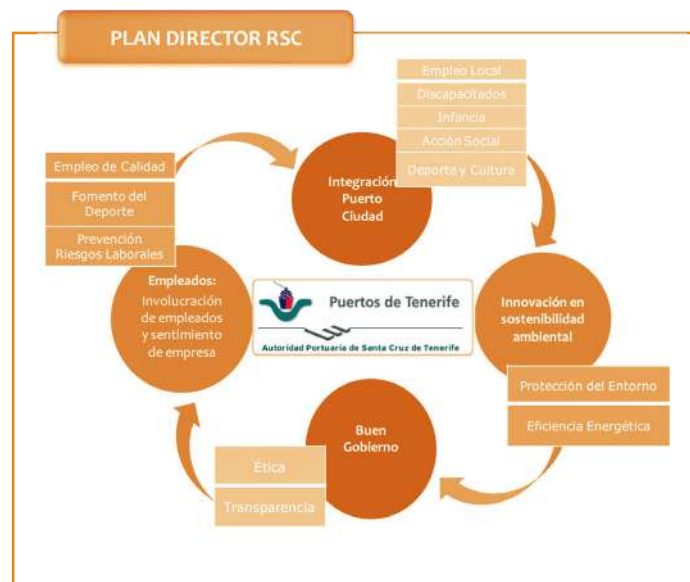 PLAN DIRECTOR RSC
Empleo Local
Discapacitados
Infancia
Acción Social
Deporte y Cultura
Integración
Puerto
Ciudad
Empleo de Calidad
Fomento del
Deporte
Prevención
Riesgos Laborales
Empleados:
Involucración
de empleados
y sentimiento
de empresa
Puertos de Tenerife
Autoridad Portuaria de Santa Cruz de Tenerife
Innovación en
sostenibilidad
ambiental
Protección del Entorno
Eficiencia Energética
Buen
Gobierno
Ética
Transparencia